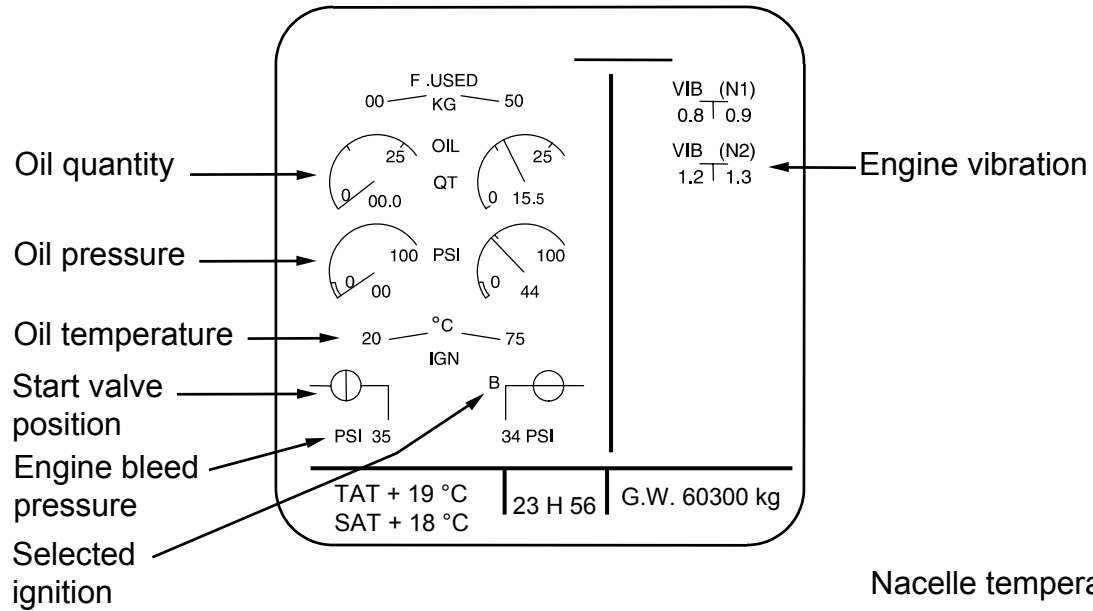 F .USED
00 KG 50
VIB (N1)
0.8 0.9
Oil quantity
25 OIL 25
QT
0 00.0 0 15.5
VIB (N2)
1.2 1.3
Engine vibration
Oil pressure
100 PSI 100
0 00 0 44
Oil temperature
20 °C 75
IGN
Start valve
position
B
PSI 35 34 PSI
Engine bleed
pressure
TAT + 19 °C
SAT + 18 °C
23 H 56
G.W. 60300 kg
Selected
ignition
Nacelle tempera